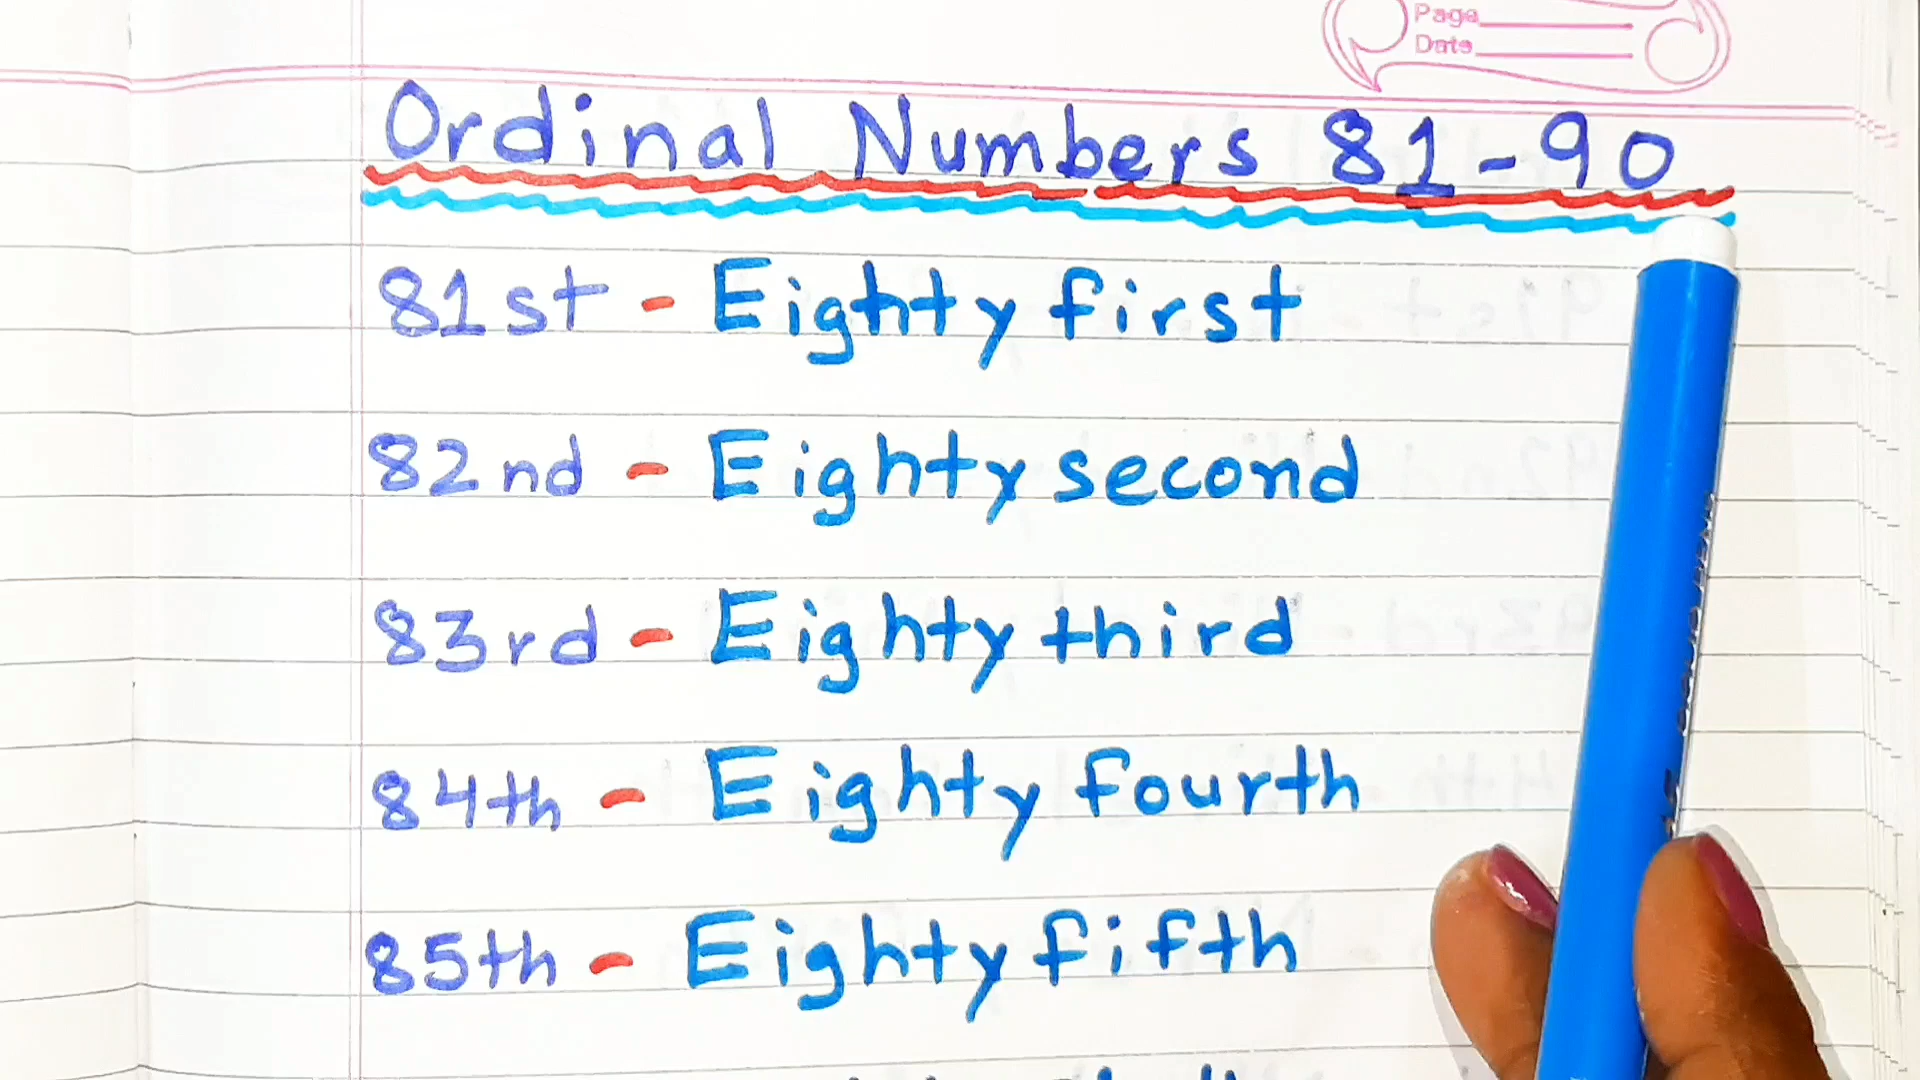 Page
Date
Ordinal Numbers 81-90
81st - Eighty first
82nd - Eighty second
83rd - Eighty third
84th - Eighty fourth
85th - Eighty fifth